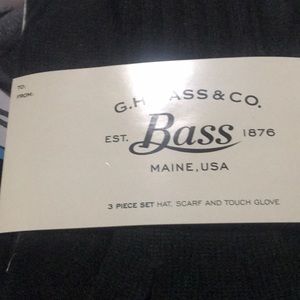 TO:
FROM:
G.H. BASS & CO.
EST. Bass 1876
MAINE, USA
3 PIECE SET HAT, SCARF AND TOUCH GLOVE